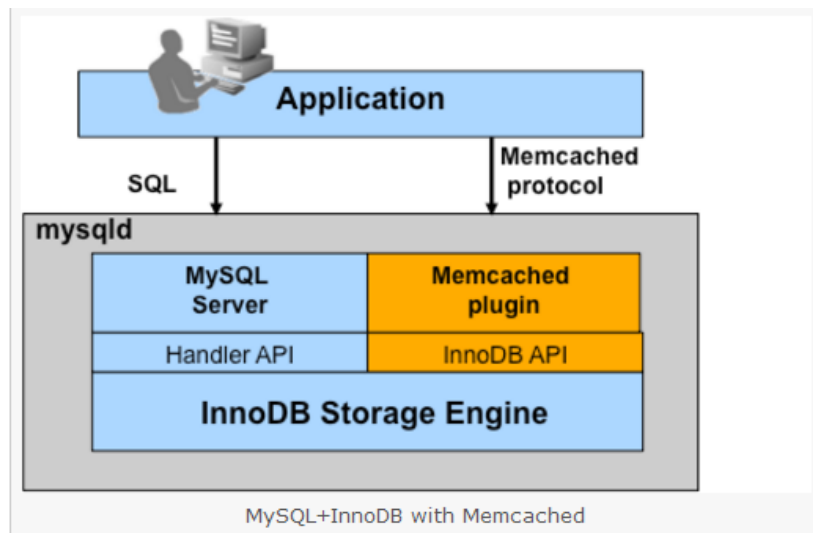 Application
SQL
Memcached
protocol
mysqld
MySQL
Server
Memcached
plugin
Handler API
InnoDB API
InnoDB Storage Engine
MySQL+InnoDB with Memcached